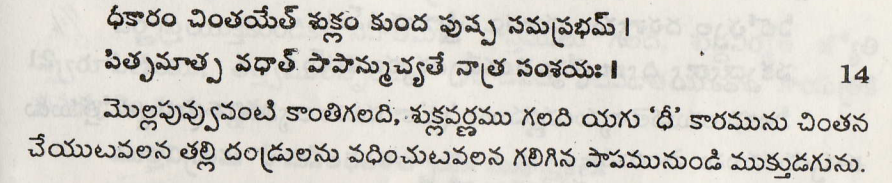 ధీకారం చింతయేత్ శుక్లం కుంద పుష్ప సమప్రభమ్।
పితృమాతృ వధాత్ పాపాన్ముచ్యతే నాత్ర సంశయః। 14
మొల్లపువ్వువంటి కాంతిగలది, శుక్లవర్ణము గలది యగు ‘ధీ’ కారమును చింతన
చేయుటవలన తల్లి దండ్రులను వధించుటవలన గలిగిన పాపమునుండి ముక్తుడగును.